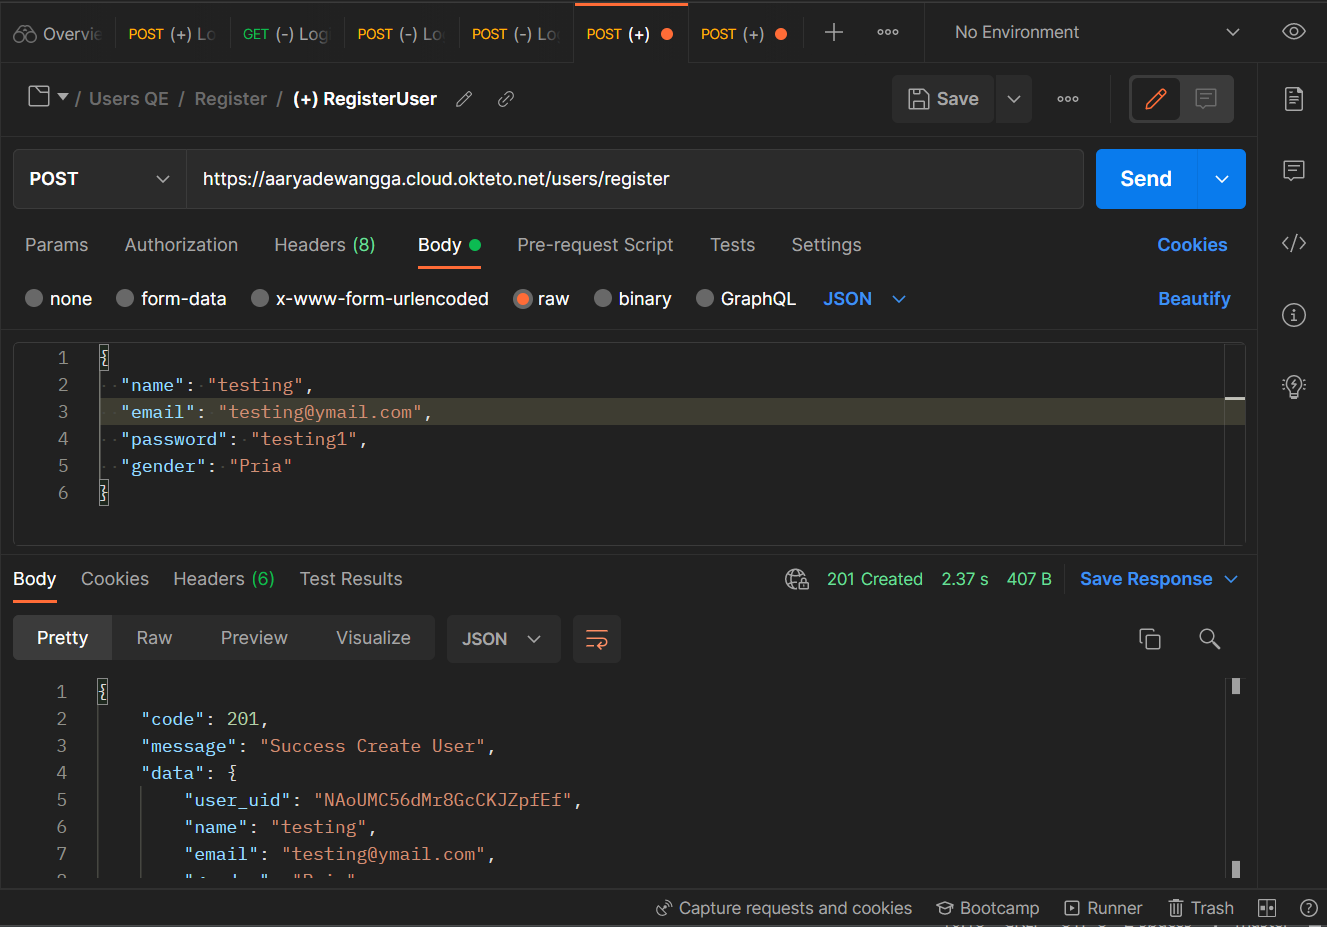 Overvie POST (+) Lo GET (-) Logi POST (-) Lo POST (-) Lo POST (+) POST (+) No Environment
/ Users QE / Register / (+) RegisterUser Save
POST https://aaryadewangga.cloud.okteto.net/users/register Send
Params Authorization Headers (8) Body Pre-request Script Tests Settings Cookies
none form-data x-www-form-urlencoded raw binary GraphQL JSON Beautify
1 {
2 "name": "testing",
3 "email": "testing@ymail.com",
4 "password": "testing1",
5 "gender": "Pria"
6 }
Body Cookies Headers (6) Test Results 201 Created 2.37 s 407 B Save Response
Pretty Raw Preview Visualize JSON
1 {
2 "code": 201,
3 "message": "Success Create User",
4 "data": {
5 "user_uid": "NAoUMC56dMr8GcCKJZpfEf",
6 "name": "testing",
7 "email": "testing@ymail.com",
Capture requests and cookies Bootcamp Runner Trash